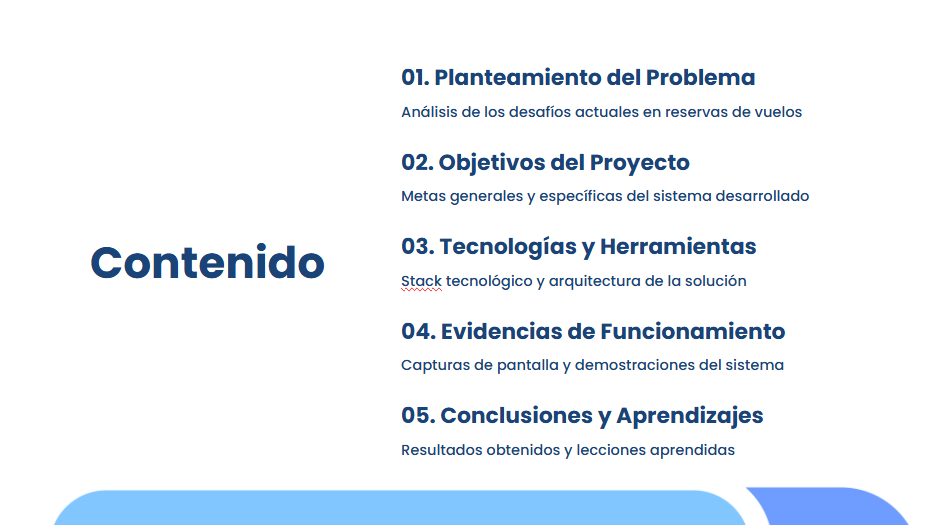 Contenido
01. Planteamiento del Problema
Análisis de los desafíos actuales en reservas de vuelos
02. Objetivos del Proyecto
Metas generales y específicas del sistema desarrollado
03. Tecnologías y Herramientas
Stack tecnológico y arquitectura de la solución
04. Evidencias de Funcionamiento
Capturas de pantalla y demostraciones del sistema
05. Conclusiones y Aprendizajes
Resultados obtenidos y lecciones aprendidas